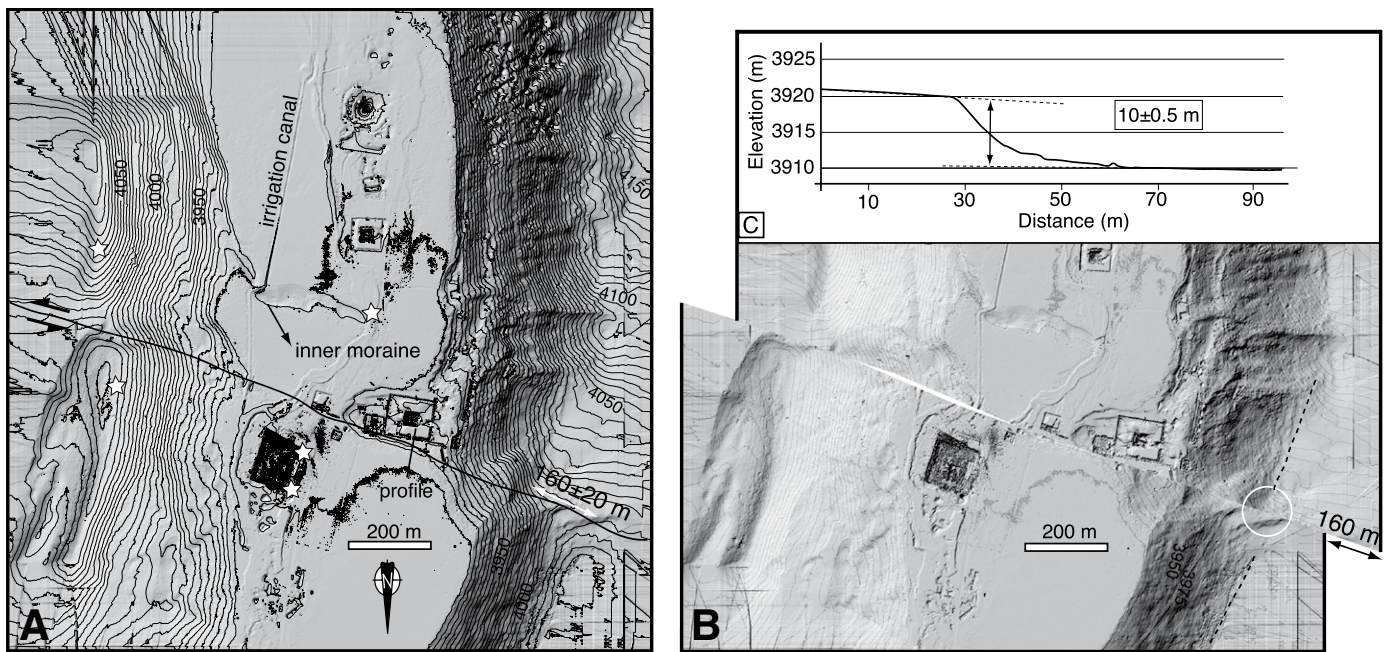 4050
4000
3950
irrigation canal
4150
4100
inner moraine
4050
160±20 m
profile
200 m
N
3950
4000
A
Elevation (m)
3925
3920
3915
3910
10±0.5 m
10
30
50
70
90
Distance (m)
C
200 m
160 m
3950
3975
B